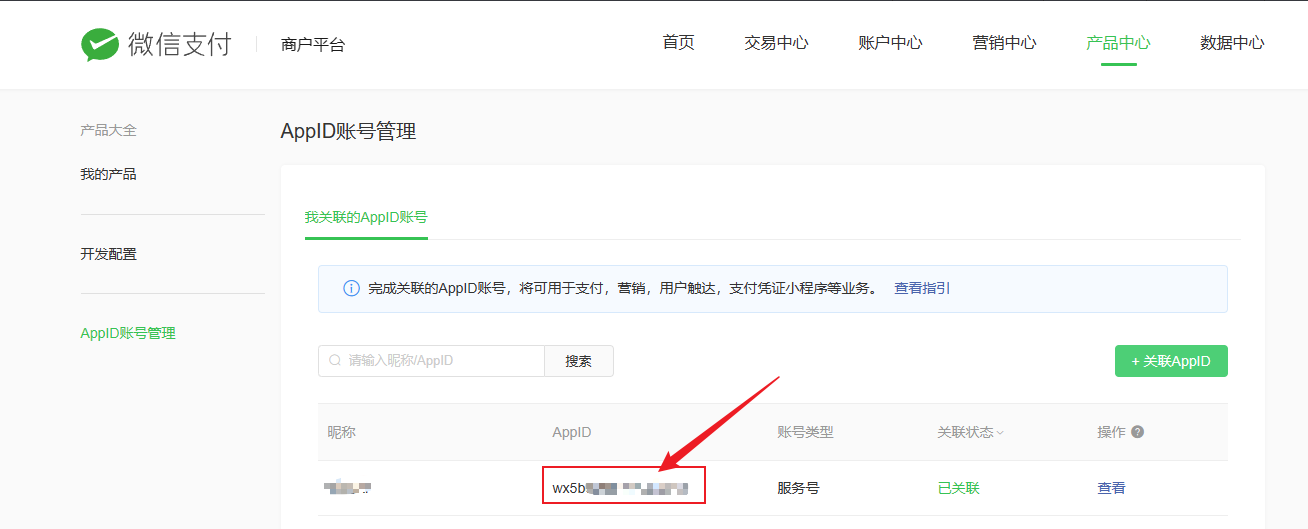 微信支付 商户平台 首页 交易中心 账户中心 营销中心 产品中心 数据中心
产品大全
我的产品
开发配置
AppID账号管理
AppID账号管理
我关联的AppID账号
完成关联的AppID账号，将可用于支付，营销，用户触达，支付凭证小程序等业务。 查看指引
请输入昵称/AppID 搜索 + 关联AppID
昵称 AppID 账号类型 关联状态 操作 ?
wx5b 服务号 已关联 查看